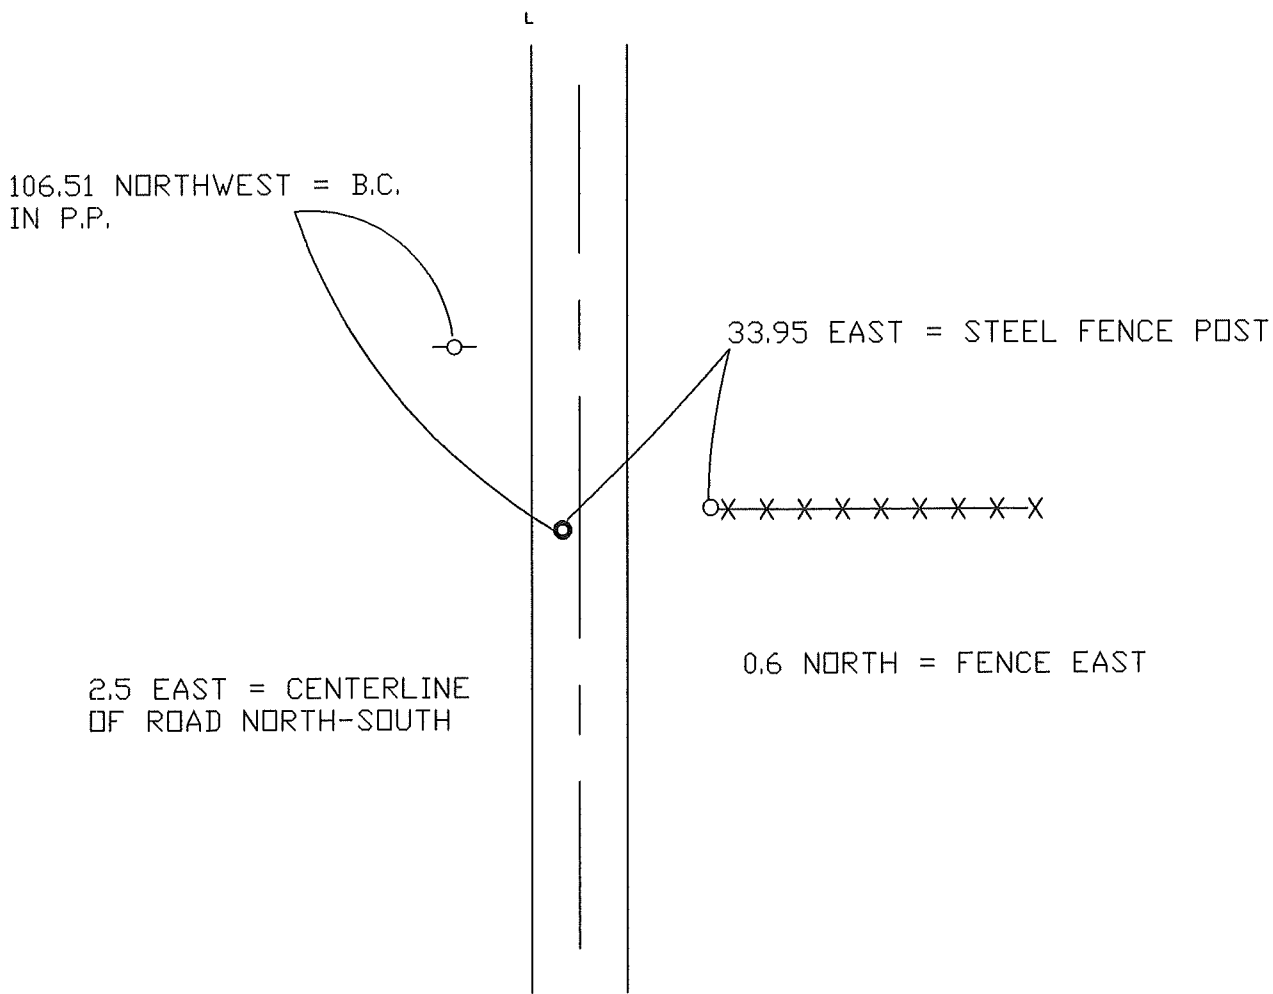 L
106.51 NORTHWEST = B.C.
IN P.P.
33.95 EAST = STEEL FENCE POST
0.6 NORTH = FENCE EAST
2.5 EAST = CENTERLINE
OF ROAD NORTH-SOUTH